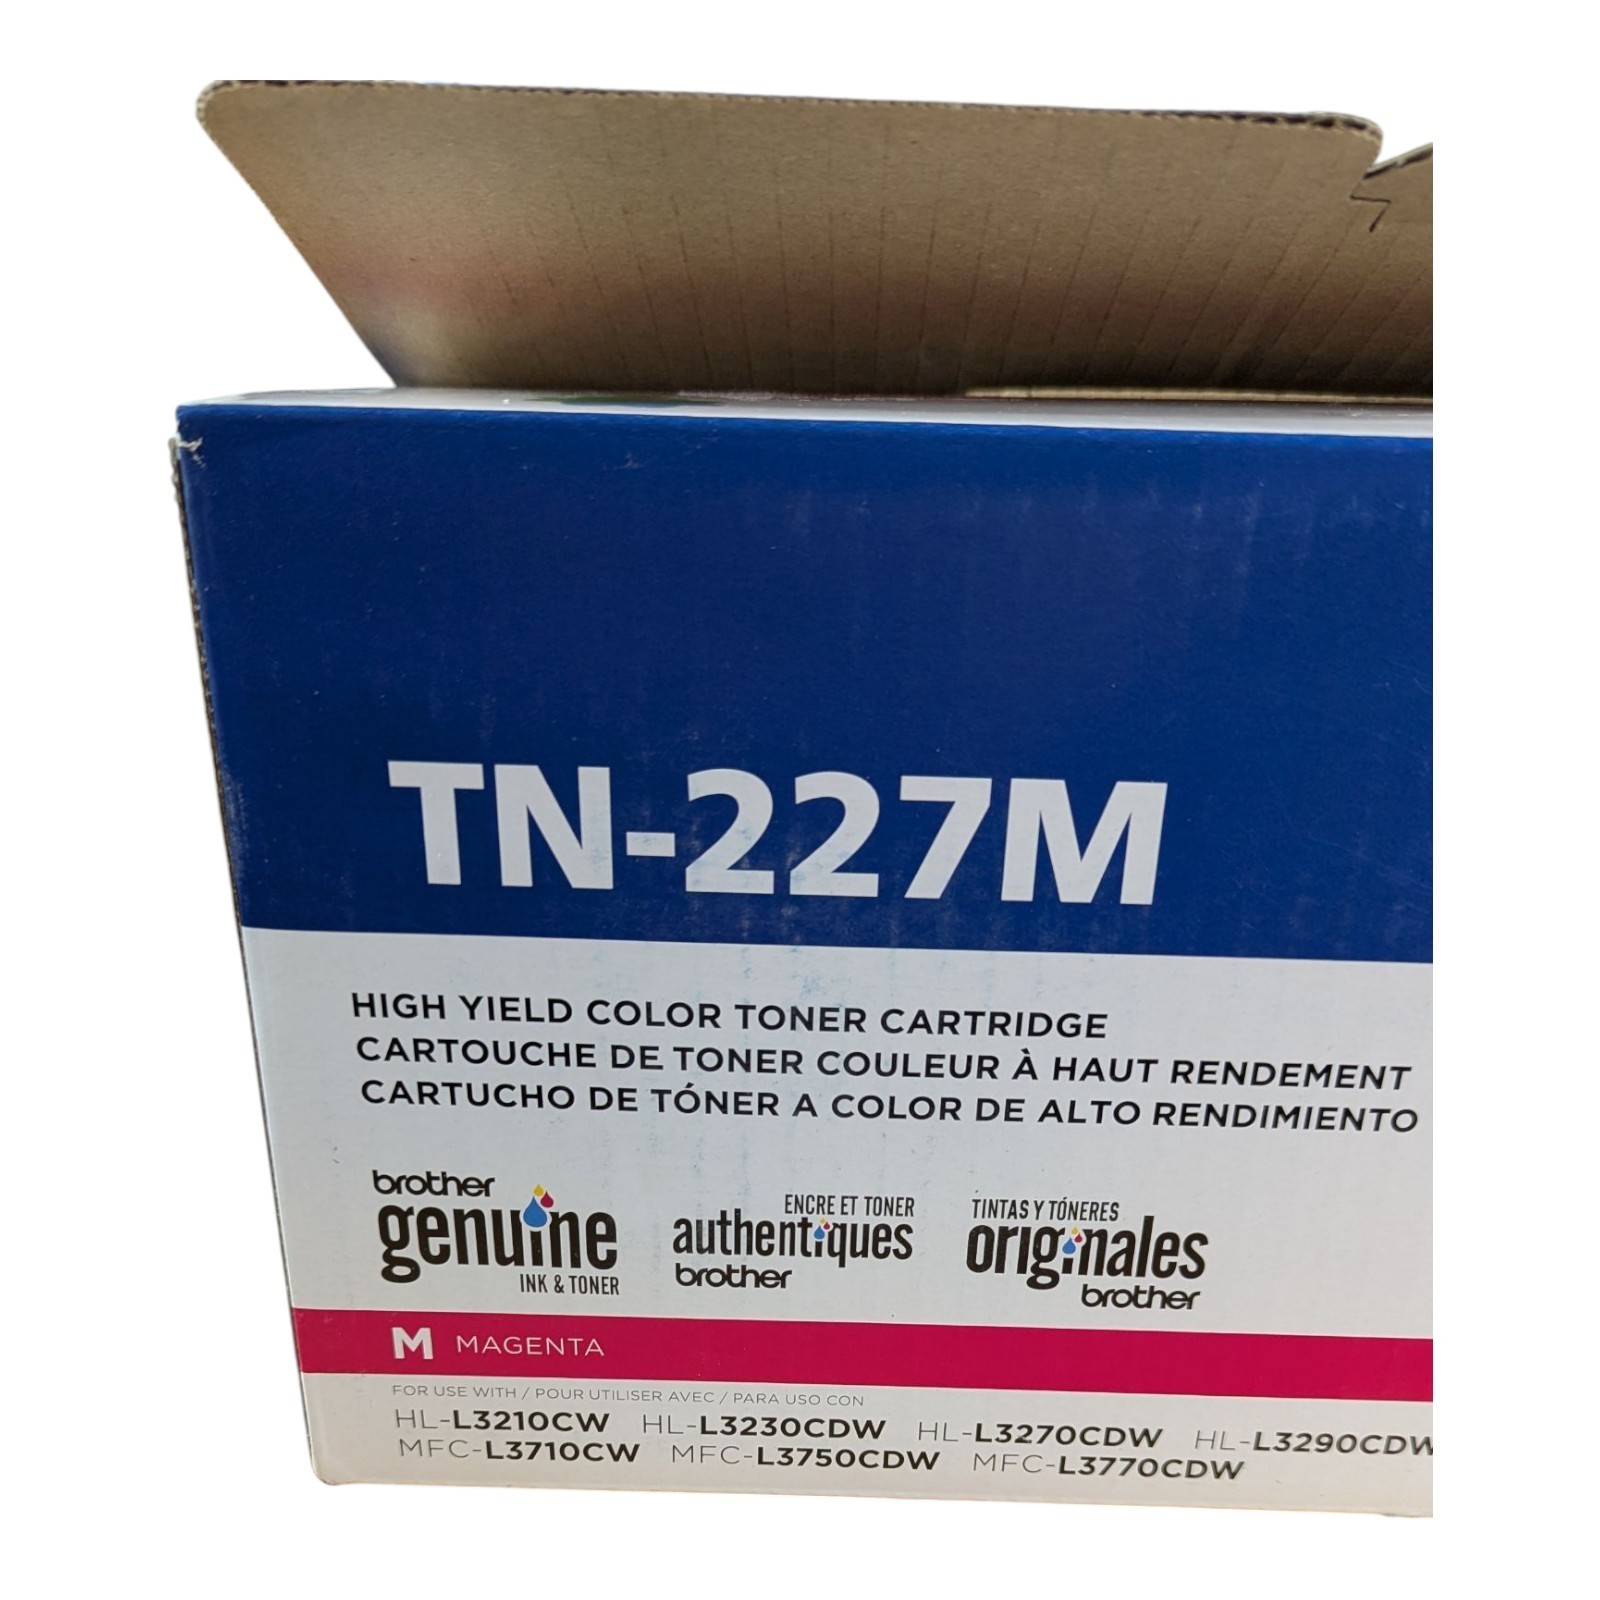 TN-227M
HIGH YIELD COLOR TONER CARTRIDGE
CARTOUCHE DE TONER COULEUR À HAUT RENDEMENT
CARTUCHO DE TÓNER A COLOR DE ALTO RENDIMIENTO
brother
genuine
INK & TONER
ENCRE ET TONER
authentiques
brother
TINTAS Y TÓNERES
originales
brother
M MAGENTA
FOR USE WITH / POUR UTILISER AVEC / PARA USO CON
HL-L3210CW HL-L3230CDW HL-L3270CDW HL-L3290CDW
MFC-L3710CW MFC-L3750CDW MFC-L3770CDW